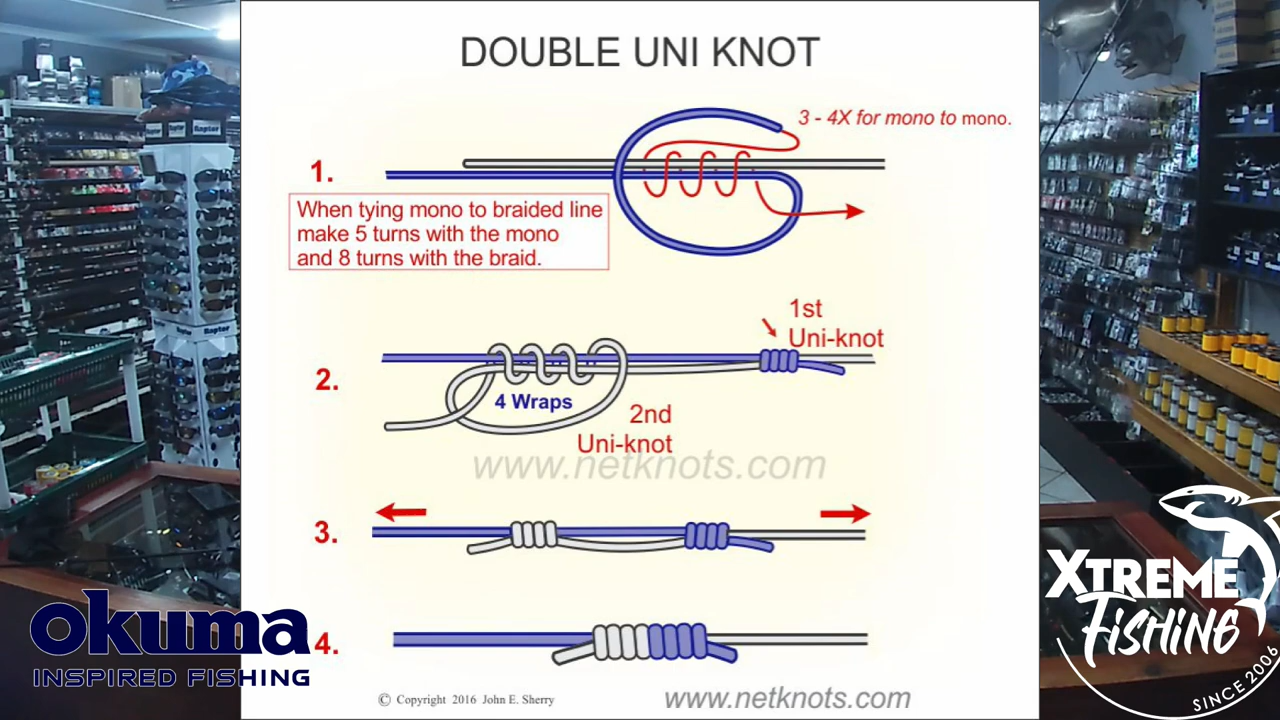 DOUBLE UNI KNOT
3 - 4X for mono to mono.
1.
When tying mono to braided line
make 5 turns with the mono
and 8 turns with the braid.
1st
Uni-knot
2.
4 Wraps
2nd
Uni-knot
www.netknots.com
3.
4.
© Copyright 2016 John E. Sherry
www.netknots.com
okuma
INSPIRED FISHING
XTREME
FISHING
SINCE 2006
Raptor
Raptor